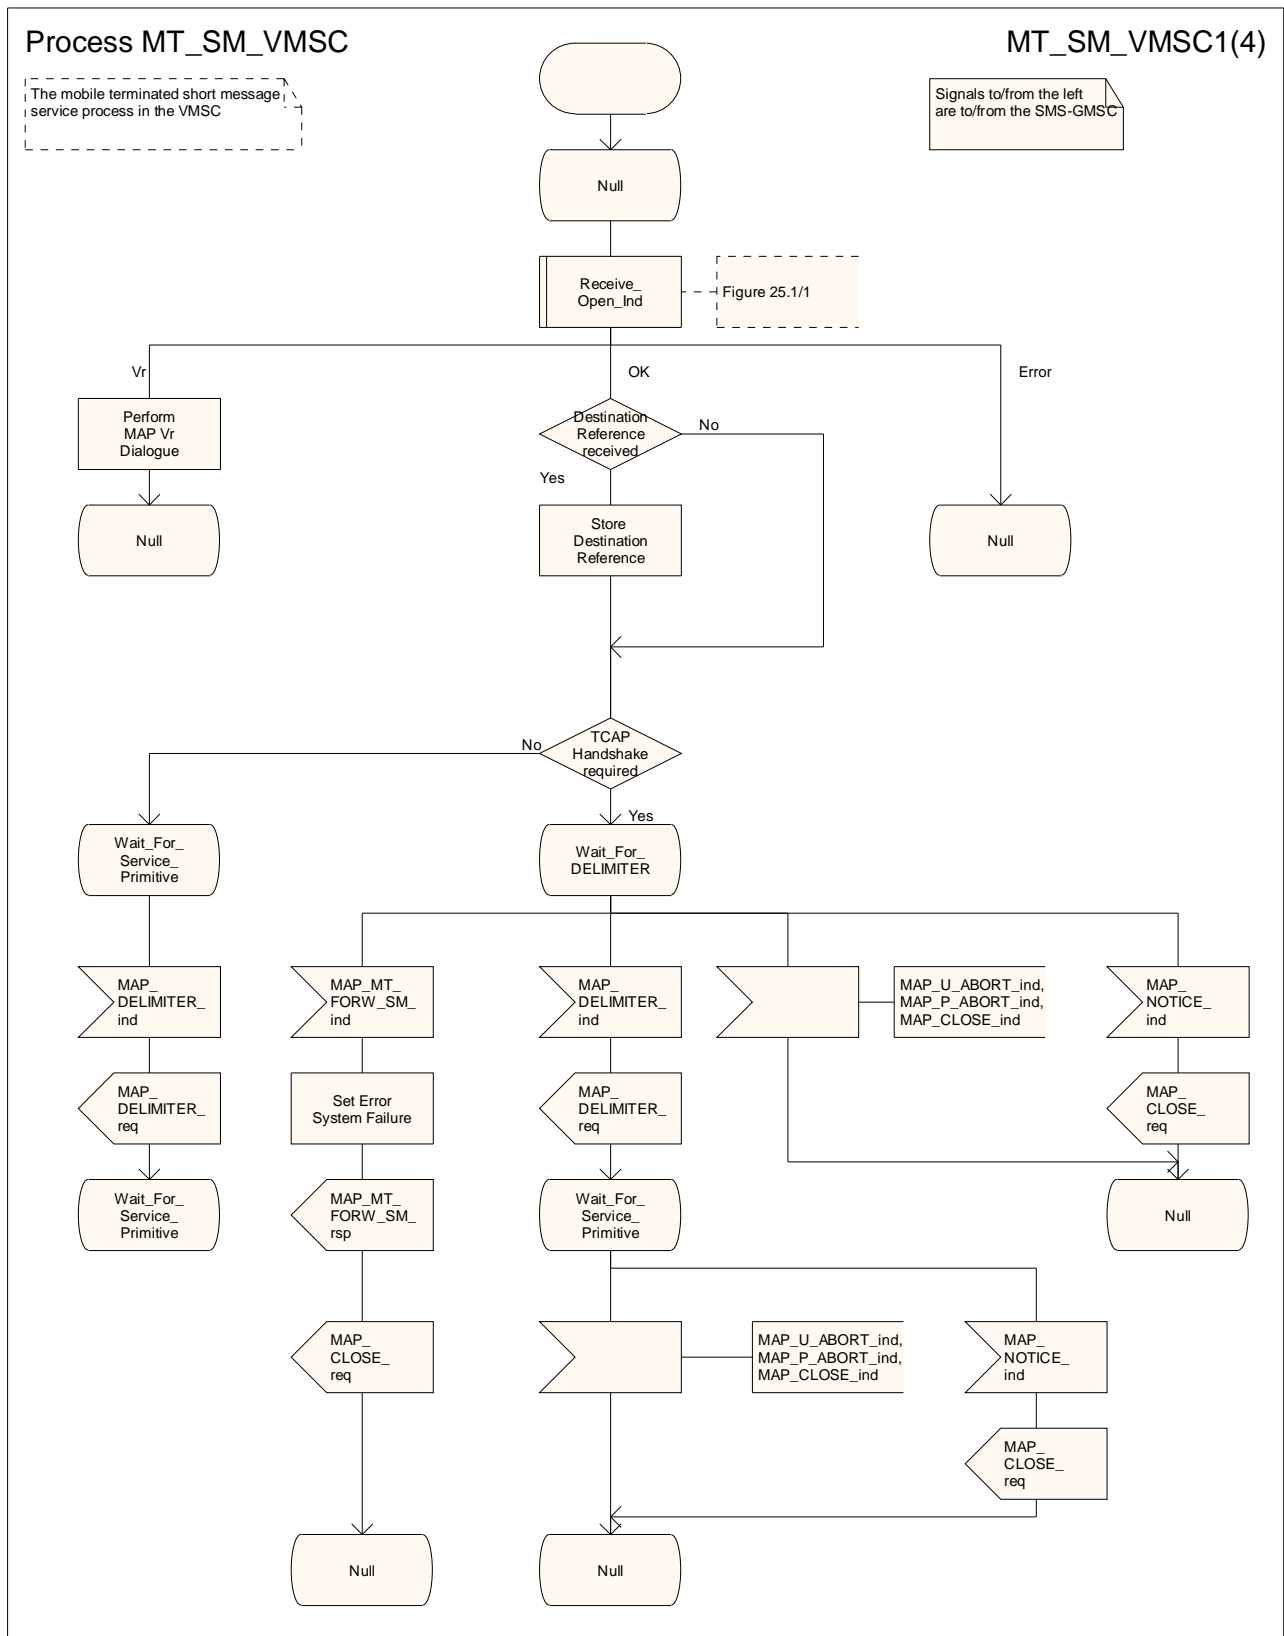 Process MT_SM_VMSC
MT_SM_VMSC1(4)
The mobile terminated short message
service process in the VMSC
Signals to/from the left
are to/from the SMS-GMSC
Null
Receive_
Open_Ind
Figure 25.1/1
Vr
OK
Error
Perform
MAP Vr
Dialogue
Destination
Reference
received
No
Yes
Null
Store
Destination
Reference
Null
TCAP
Handshake
required
No
Yes
Wait_For_
Service_
Primitive
Wait_For_
DELIMITER
MAP_
DELIMITER_
ind
MAP_MT_
FORW_SM_
ind
MAP_
DELIMITER_
ind
MAP_U_ABORT_ind,
MAP_P_ABORT_ind,
MAP_CLOSE_ind
MAP_
NOTICE_
ind
MAP_
DELIMITER_
req
Set Error
System Failure
MAP_
DELIMITER_
req
MAP_
CLOSE_
req
Wait_For_
Service_
Primitive
MAP_MT_
FORW_SM_
rsp
Wait_For_
Service_
Primitive
Null
MAP_
CLOSE_
req
MAP_U_ABORT_ind,
MAP_P_ABORT_ind,
MAP_CLOSE_ind
MAP_
NOTICE_
ind
MAP_
CLOSE_
req
Null
Null